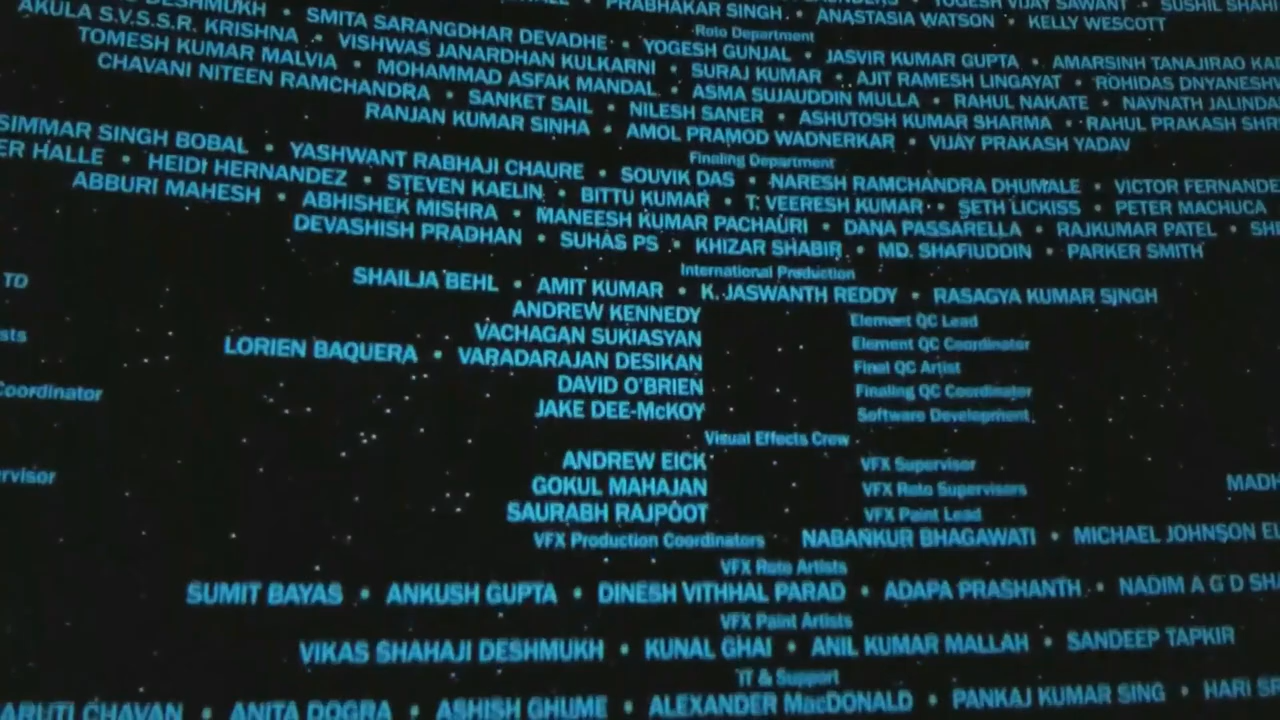 DESHMUKH • SMITA SARANGDHAR DEVADHE • PRABHAKAR SINGH • ANASTASIA WATSON • KELLY WESCOTT
Roto Department
AKULA S.V.S.S.R. KRISHNA • VISHWAS JANARDHAN KULKARNI • YOGESH GUNJAL • JASVIR KUMAR GUPTA • AMARSINH TANAJIRAO
TOMESH KUMAR MALVIA • MOHAMMAD ASFAK MANDAL • SURAJ KUMAR • AJIT RAMESH LINGAYAT • ROHIDAS DNYANESH
CHAVANI NITEEN RAMCHANDRA • SANKET SAIL • ASMA SUJAUDDIN MULLA • RAHUL NAKATE • NAVNATH JALINDA
RANJAN KUMAR SINHA • NILESH SANER • ASHUTOSH KUMAR SHARMA • RAHUL PRAKASH SHR
AMOL PRAMOD WADNERKAR • VIJAY PRAKASH YADAV
Finaling Department
SIMMAR SINGH BOBAL • YASHWANT RABHAJI CHAURE • SOUVIK DAS • NARESH RAMCHANDRA DHUMALE • VICTOR FERNANDE
ER HALLE • HEIDI HERNANDEZ • STEVEN KAELIN • BITTU KUMAR • T. VEERESH KUMAR • SETH LICKISS • PETER MACHUCA
ABBURI MAHESH • ABHISHEK MISHRA • MANEESH KUMAR PACHAURI • DANA PASSARELLA • RAJKUMAR PATEL • SH
DEVASHISH PRADHAN • SUHAS PS • KHIZAR SHABIR • MD. SHAFIUDDIN • PARKER SMITH
International Production
SHAILJA BEHL • AMIT KUMAR • K. JASWANTH REDDY • RASAGYA KUMAR SINGH
TO
ANDREW KENNEDY Element QC Lead
VACHAGAN SUKIASYAN Element QC Coordinator
sts
LORIEN BAQUERA • VARADARAJAN DESIKAN Final QC Artist
DAVID O'BRIEN Finaling QC Coordinator
Coordinator
JAKE DEE-McKOY Software Development
Visual Effects Crew
ANDREW EICK VFX Supervisor
rvisor
GOKUL MAHAJAN VFX Roto Supervisors MADH
SAURABH RAJPOOT VFX Paint Lead
VFX Production Coordinators NABANKUR BHAGAWATI • MICHAEL JOHNSON EL
VFX Roto Artists
SUMIT BAYAS • ANKUSH GUPTA • DINESH VITHHAL PARAD • ADAPA PRASHANTH • NADIM A G D SH
VFX Paint Artists
VIKAS SHAHAJI DESHMUKH • KUNAL GHAI • ANIL KUMAR MALLAH • SANDEEP TAPKIR
IT & Support
ARUTI CHAVAN • ANITA DOGRA • ASHISH GHUME • ALEXANDER MacDONALD • PANKAJ KUMAR SING • HARI